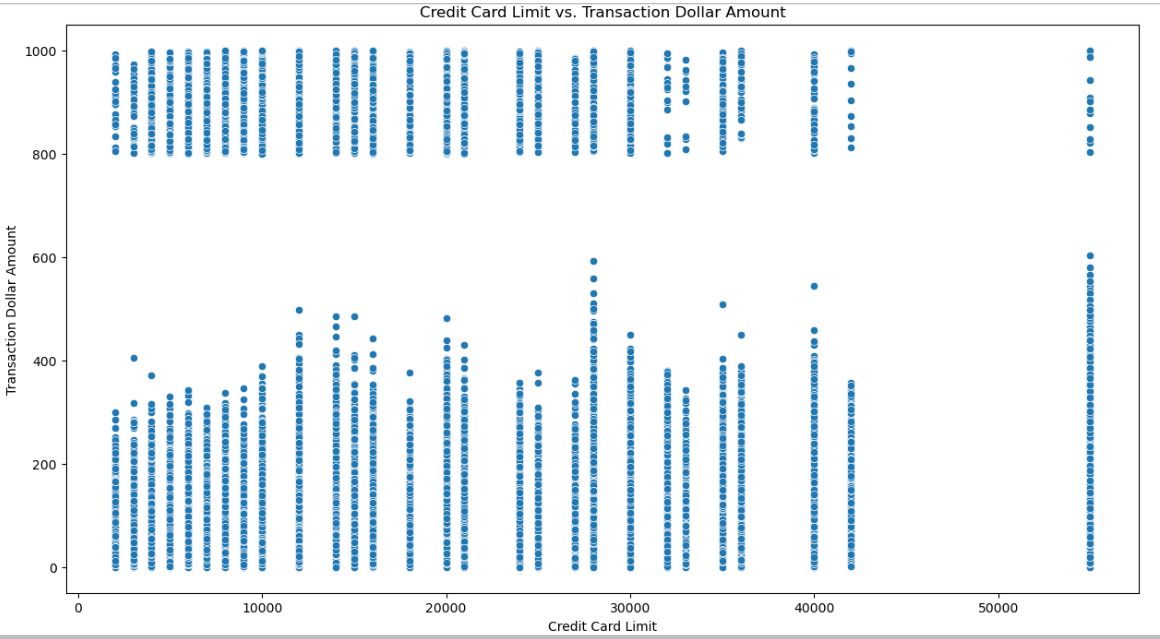 Credit Card Limit vs. Transaction Dollar Amount
1000
800
600
400
200
0
Transaction Dollar Amount
0 10000 20000 30000 40000 50000
Credit Card Limit